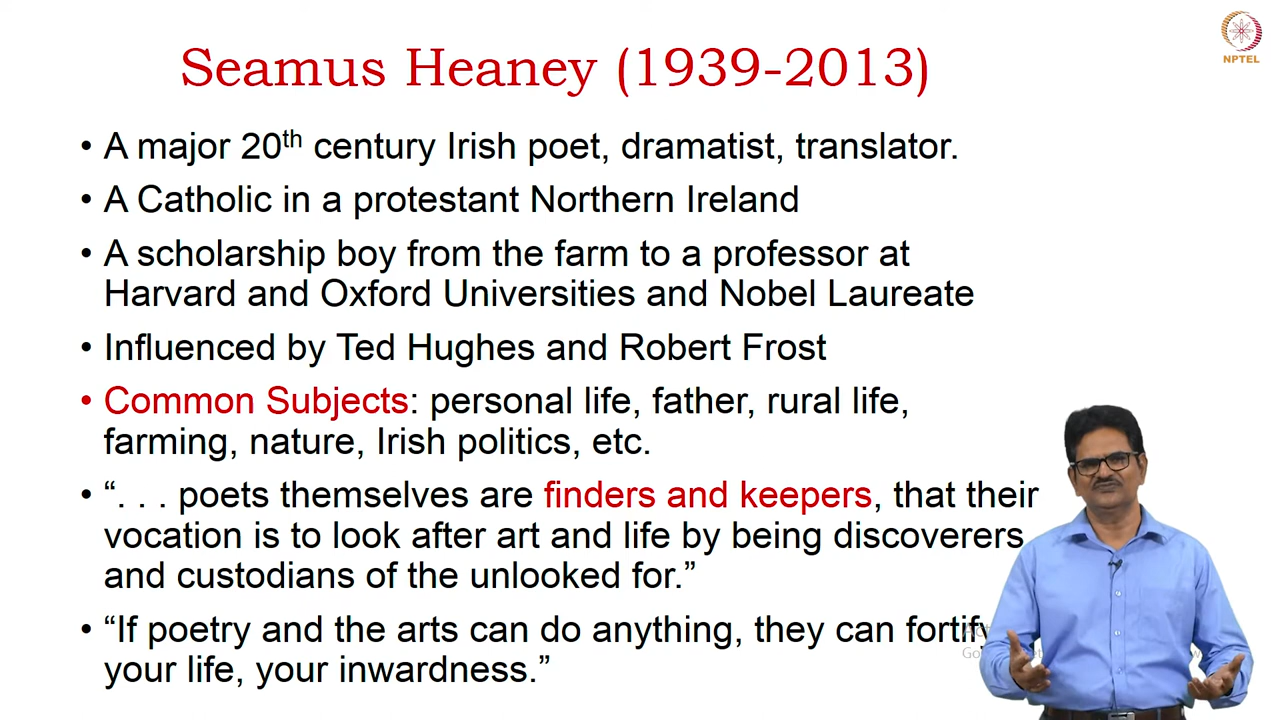 Seamus Heaney (1939-2013)
NPTEL
• A major 20th century Irish poet, dramatist, translator.
• A Catholic in a protestant Northern Ireland
• A scholarship boy from the farm to a professor at
Harvard and Oxford Universities and Nobel Laureate
• Influenced by Ted Hughes and Robert Frost
• Common Subjects: personal life, father, rural life,
farming, nature, Irish politics, etc.
• “. . . poets themselves are finders and keepers, that their
vocation is to look after art and life by being discoverers
and custodians of the unlooked for.”
• “If poetry and the arts can do anything, they can fortify
your life, your inwardness.”